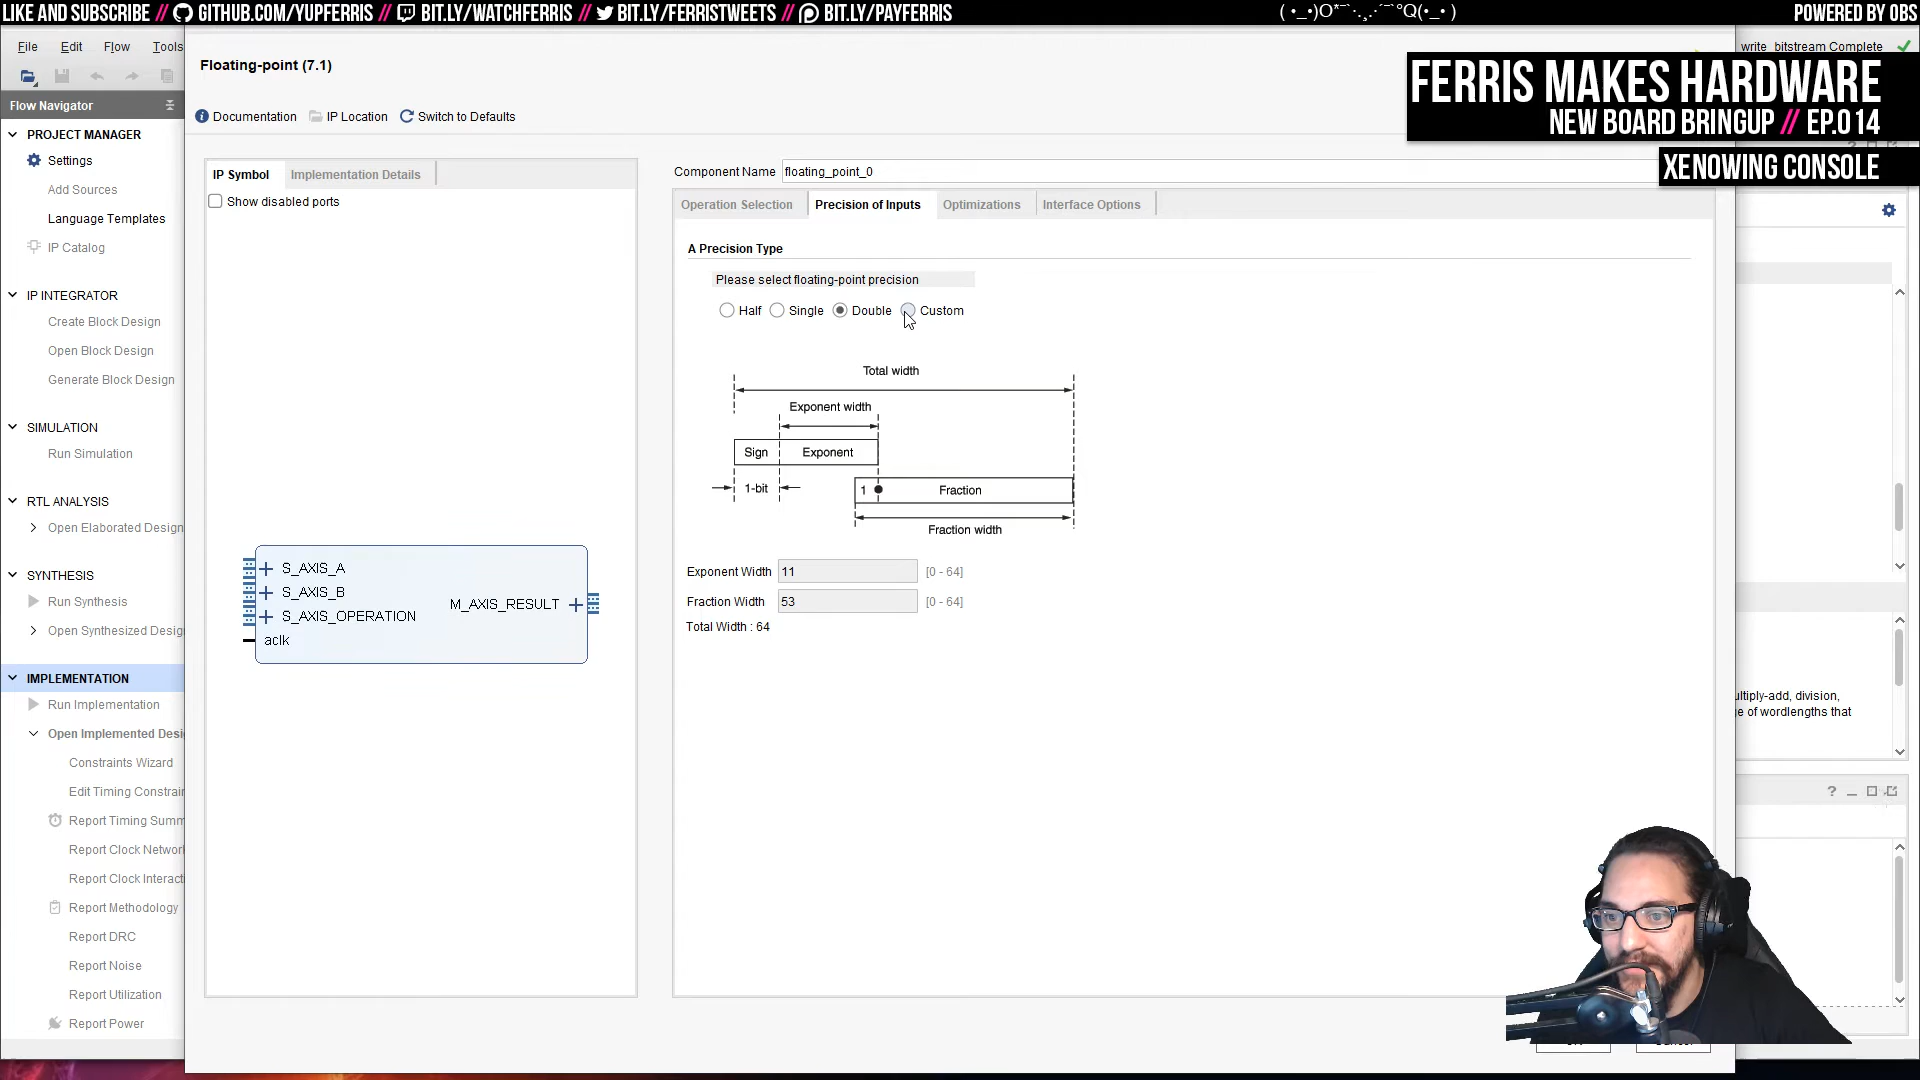 LIKE AND SUBSCRIBE // GITHUB.COM/YUPFERRIS // BIT.LY/WATCHFERRIS // BIT.LY/FERRISTWEETS // BIT.LY/PAYFERRIS
POWERED BY OBS
File Edit Flow Tools
write_bitstream Complete
FERRIS MAKES HARDWARE
NEW BOARD BRINGUP // EP.014
XENOWING CONSOLE
Flow Navigator
PROJECT MANAGER
Settings
Add Sources
Language Templates
IP Catalog
IP INTEGRATOR
Create Block Design
Open Block Design
Generate Block Design
SIMULATION
Run Simulation
RTL ANALYSIS
Open Elaborated Design
SYNTHESIS
Run Synthesis
Open Synthesized Desig
IMPLEMENTATION
Run Implementation
Open Implemented Desi
Constraints Wizard
Edit Timing Constrain
Report Timing Summ
Report Clock Networ
Report Clock Interact
Report Methodology
Report DRC
Report Noise
Report Utilization
Report Power
Floating-point (7.1)
Documentation IP Location Switch to Defaults
IP Symbol Implementation Details
Show disabled ports
S_AXIS_A
S_AXIS_B
S_AXIS_OPERATION
aclk
M_AXIS_RESULT
Component Name floating_point_0
Operation Selection Precision of Inputs Optimizations Interface Options
A Precision Type
Please select floating-point precision
Half Single Double Custom
Total width
Exponent width
Sign Exponent
1-bit
1 Fraction
Fraction width
Exponent Width 11 [0 - 64]
Fraction Width 53 [0 - 64]
Total Width : 64
ultiply-add, division,
ge of wordlengths that